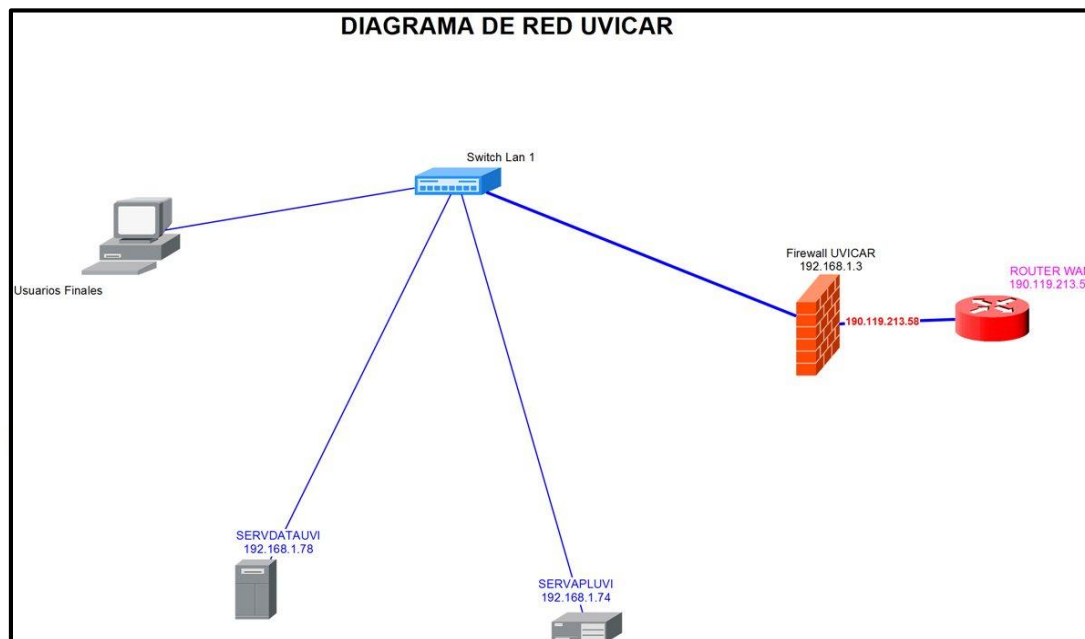 DIAGRAMA DE RED UVICAR
Switch Lan 1
Usuarios Finales
Firewall UVICAR
192.168.1.3
190.119.213.58
ROUTER
SERVDATAUVI
192.168.1.78
SERVAPLUVI
192.168.1.74